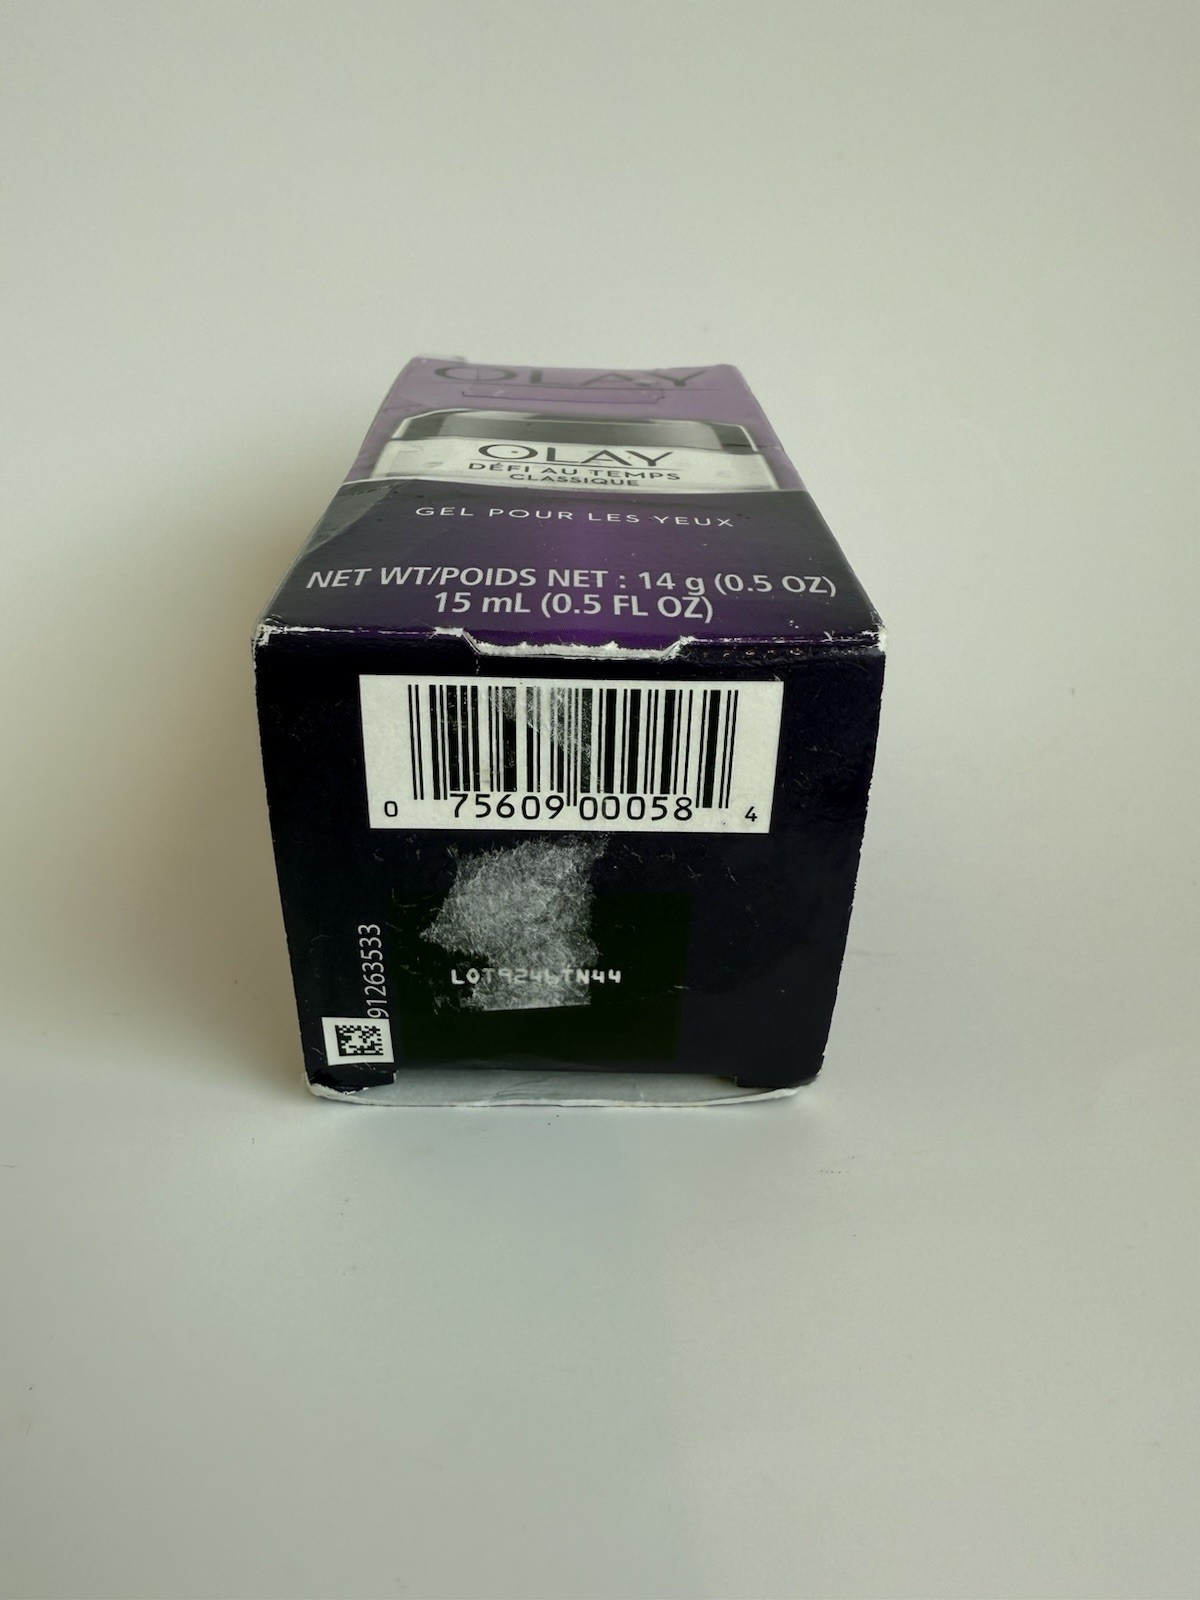 OLAY
OLAY
DÉFI AU TEMPS
CLASSIQUE
GEL POUR LES YEUX
NET WT/POIDS NET : 14 g (0.5 OZ)
15 mL (0.5 FL OZ)
0 75609 00058 4
91263533
LOT9246TN44